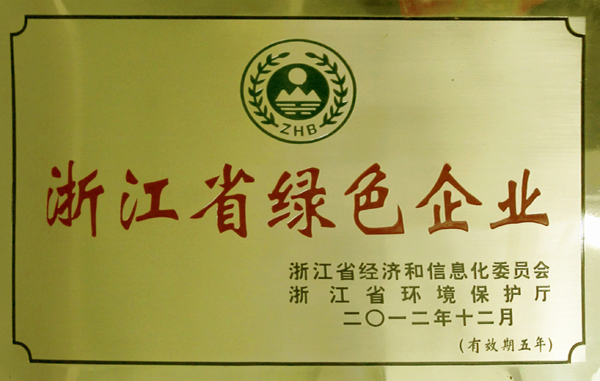 ZHB
浙江省绿色企业
浙江省经济和信息化委员会
浙江省环境保护厅
二〇一二年十二月
(有效期五年)